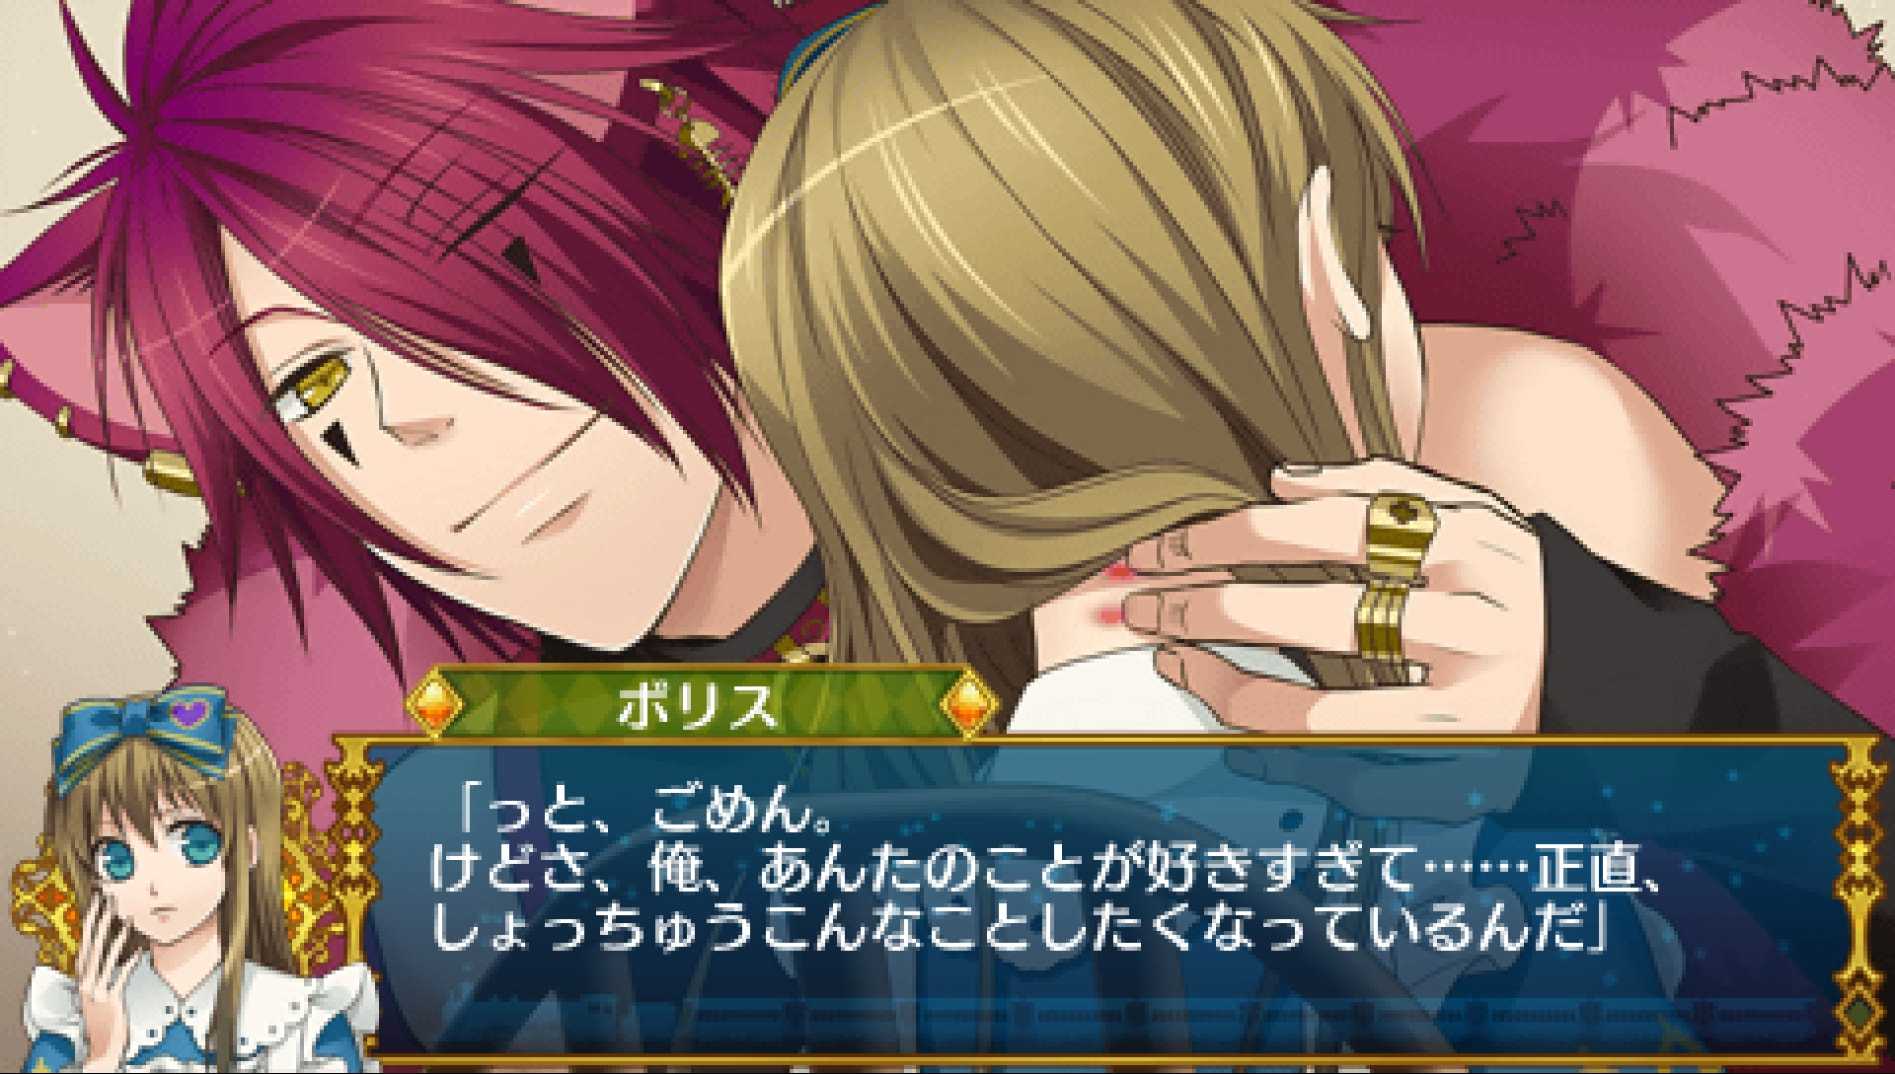 ボリス
「っと、ごめん。
けどさ、俺、あんたのことが好きすぎて……正直、
しょっちゅうこんなことしたくなっているんだ」